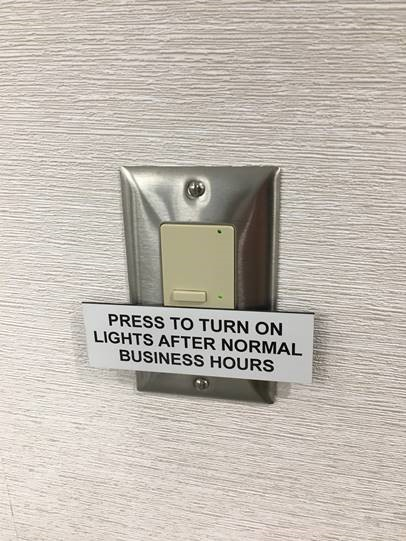 PRESS TO TURN ON
LIGHTS AFTER NORMAL
BUSINESS HOURS